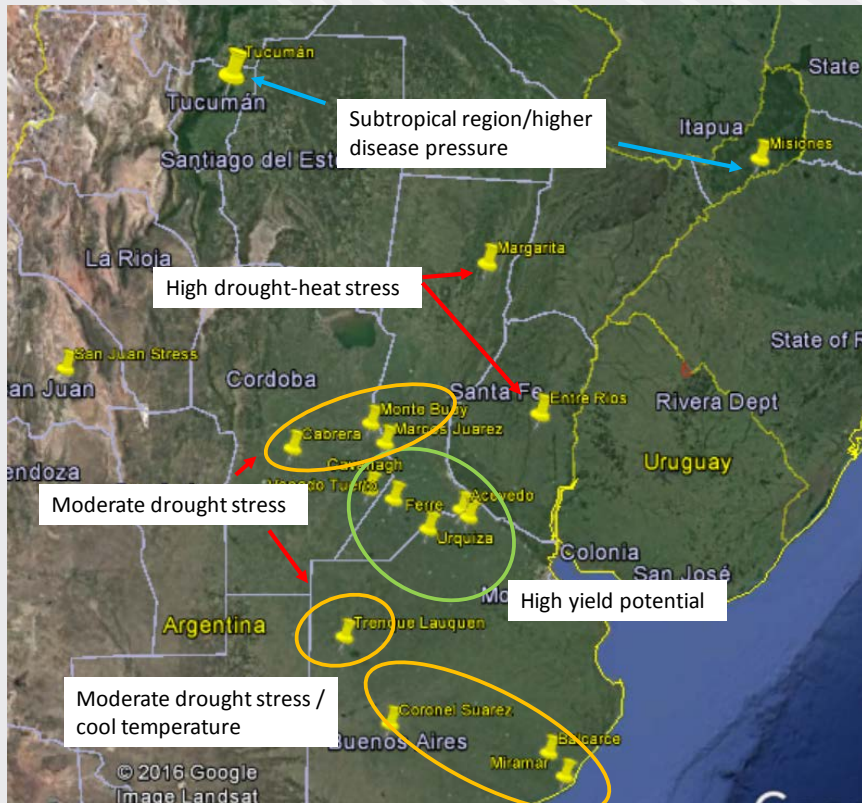 Tucumán
Tucumán
State
Subtropical region/higher
disease pressure
Itapua
Misiones
Santiago del Est
Margarita
La Rioja
High drought-heat stress
San Juan Stress
State of R
an Juan
Cordoba
Santa Fe
Entre Rios
Rivera Dept
Monte Buey
Marcos Juarez
Cabrera
Cavanagh
Uruguay
endoza
Moderate drought stress
Ferre
Acevedo
Urquiza
Colonia
San José
High yield potential
Mo
Argentina
Trenque Lauquen
Moderate drought stress /
cool temperature
Coronel Suarez
Buenos Aires
Balcarce
Miramar
© 2016 Google
Image Landsat